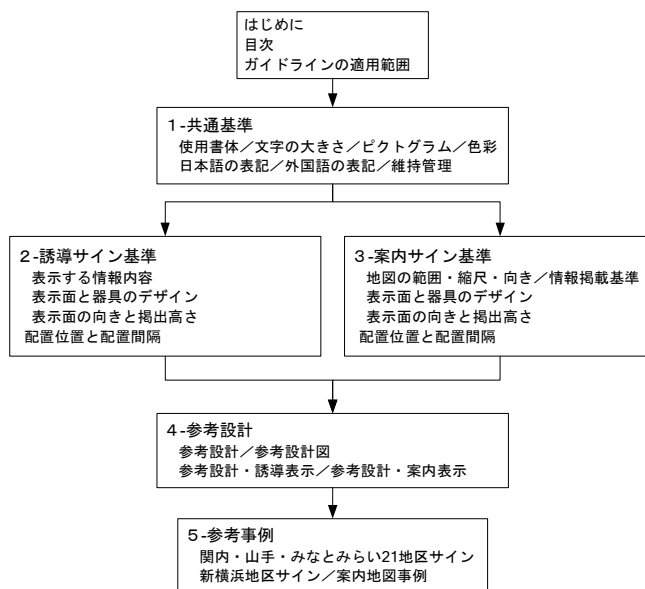 はじめに
目次
ガイドラインの適用範囲
1-共通基準
使用書体／文字の大きさ／ピクトグラム／色彩
日本語の表記／外国語の表記／維持管理
2-誘導サイン基準
表示する情報内容
表示面と器具のデザイン
表示面の向きと掲出高さ
配置位置と配置間隔
3-案内サイン基準
地図の範囲・縮尺・向き／情報掲載基準
表示面と器具のデザイン
表示面の向きと掲出高さ
配置位置と配置間隔
4-参考設計
参考設計／参考設計図
参考設計・誘導表示／参考設計・案内表示
5-参考事例
関内・山手・みなとみらい21地区サイン
新横浜地区サイン／案内地図事例